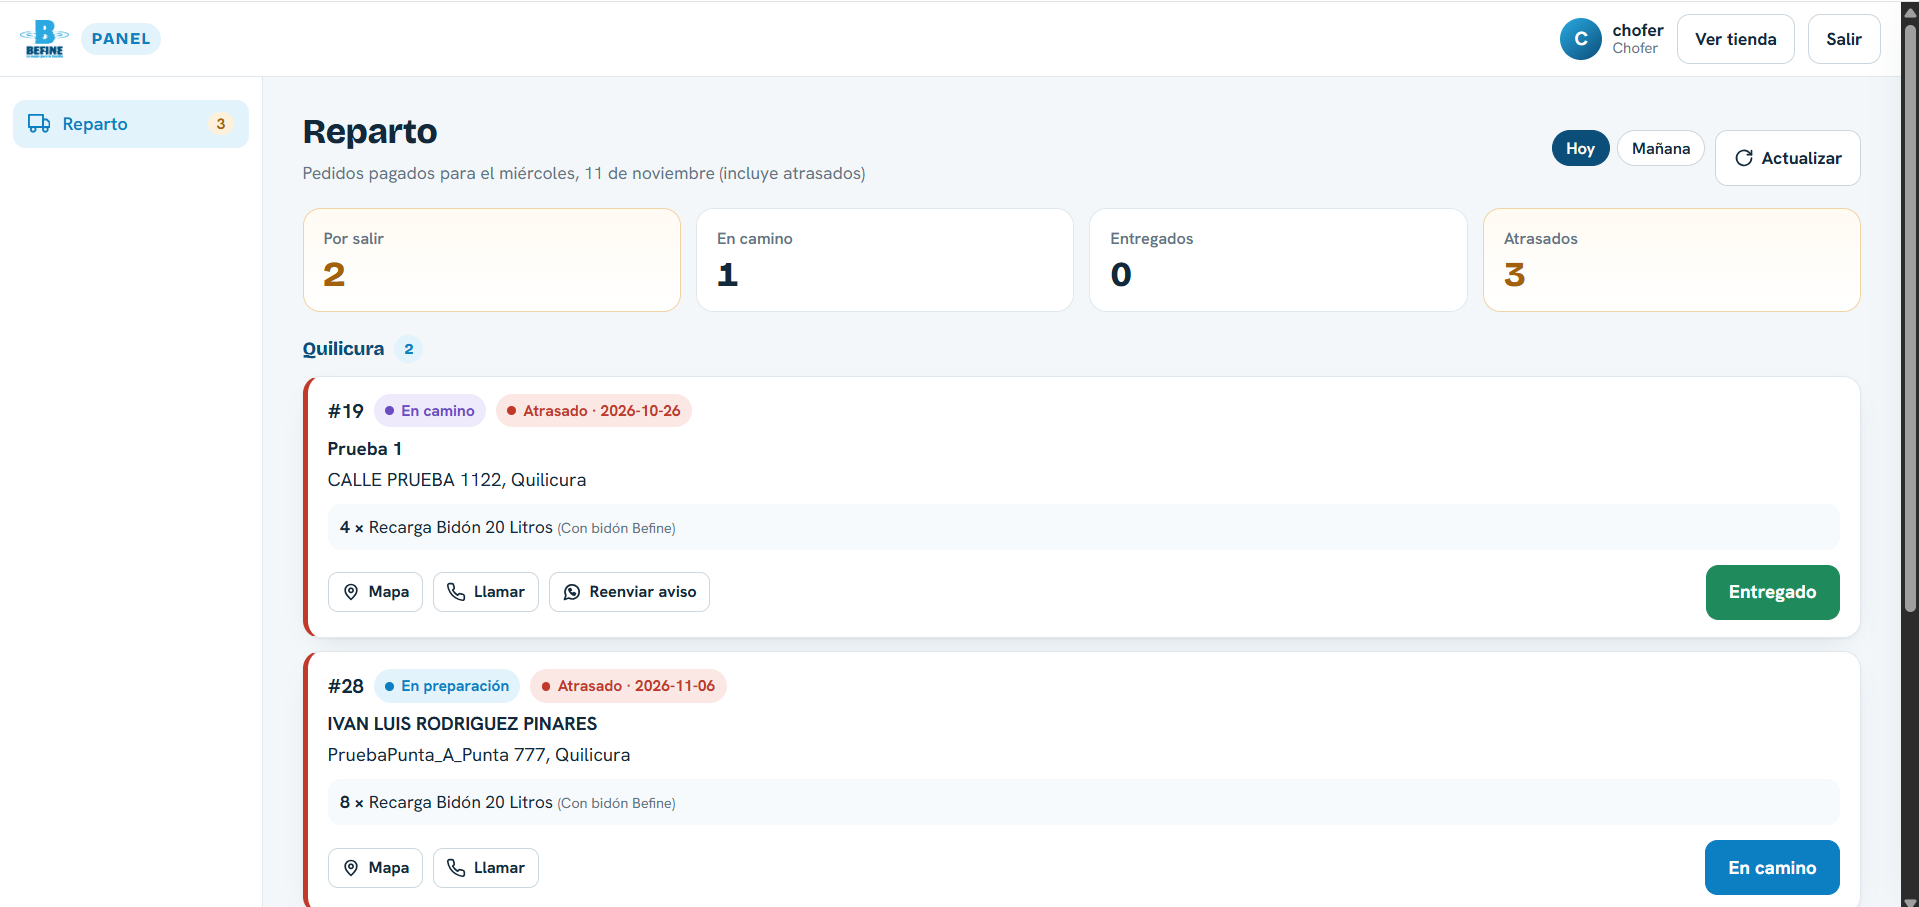 B
BEFINE
PANEL
C
chofer
Chofer
Ver tienda
Salir
Reparto
3
Reparto
Pedidos pagados para el miércoles, 11 de noviembre (incluye atrasados)
Hoy
Mañana
Actualizar
Por salir
2
En camino
1
Entregados
0
Atrasados
3
Quilicura 2
#19 En camino Atrasado · 2026-10-26
Prueba 1
CALLE PRUEBA 1122, Quilicura
4 × Recarga Bidón 20 Litros (Con bidón Befine)
Mapa
Llamar
Reenviar aviso
Entregado
#28 En preparación Atrasado · 2026-11-06
IVAN LUIS RODRIGUEZ PINARES
PruebaPunta_A_Punta 777, Quilicura
8 × Recarga Bidón 20 Litros (Con bidón Befine)
Mapa
Llamar
En camino